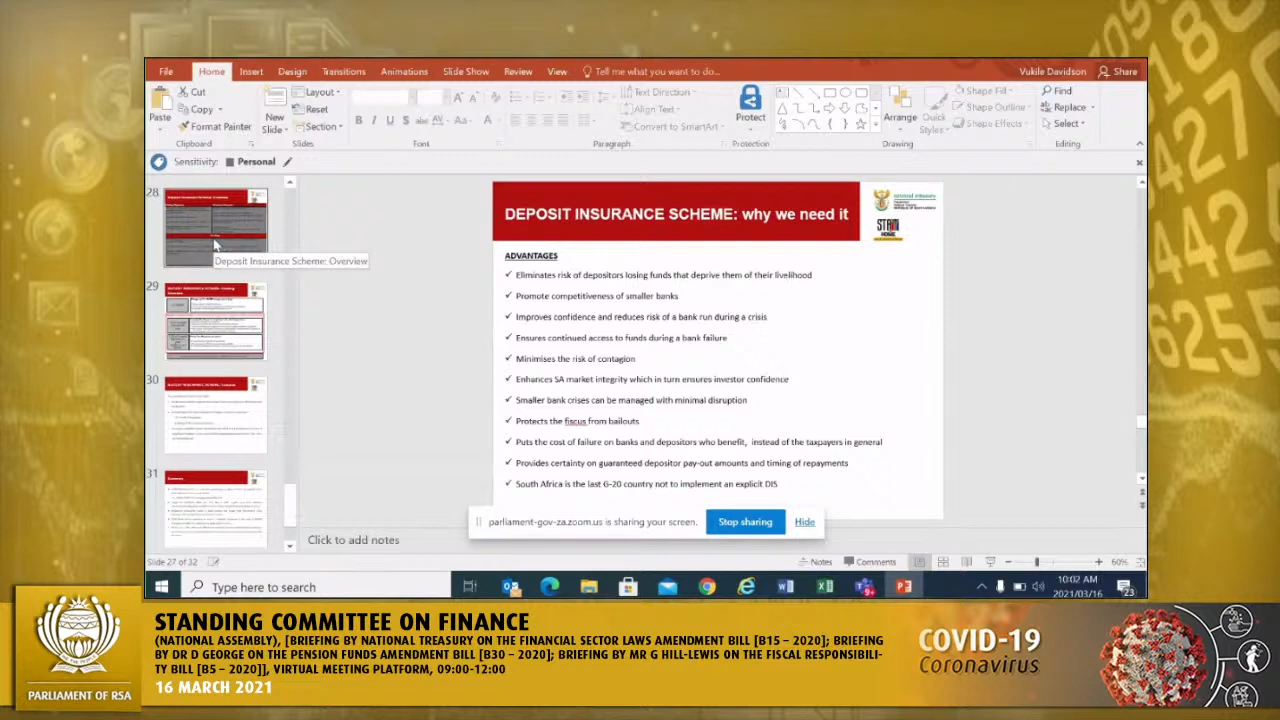 File Home Insert Design Transitions Animations Slide Show Review View Tell me what you want to do... Vukile Davidson Share
Cut
Copy
Format Painter
Paste
Clipboard
New
Slide
Layout
Reset
Section
Slides
Font
Text Direction
Align Text
Convert to SmartArt
Paragraph
Protect
Protection
Arrange
Quick
Styles
Shape Fill
Shape Outline
Shape Effects
Drawing
Find
Replace
Select
Editing
Sensitivity: Personal
28
Deposit Insurance Scheme: Overview
29
30
31
DEPOSIT INSURANCE SCHEME: why we need it
national treasury
ADVANTAGES
✓ Eliminates risk of depositors losing funds that deprive them of their livelihood
✓ Promote competitiveness of smaller banks
✓ Improves confidence and reduces risk of a bank run during a crisis
✓ Ensures continued access to funds during a bank failure
✓ Minimises the risk of contagion
✓ Enhances SA market integrity which in turn ensures investor confidence
✓ Smaller bank crises can be managed with minimal disruption
✓ Protects the fiscus from bailouts
✓ Puts the cost of failure on banks and depositors who benefit, instead of the taxpayers in general
✓ Provides certainty on guaranteed depositor pay-out amounts and timing of repayments
✓ South Africa is the last G-20 country not to implement an explicit DIS
parliament-gov-za.zoom.us is sharing your screen. Stop sharing Hide
Click to add notes
Slide 27 of 32 Notes Comments 60%
Type here to search
10:02 AM
2021/03/16
23
STANDING COMMITTEE ON FINANCE
(NATIONAL ASSEMBLY), [BRIEFING BY NATIONAL TREASURY ON THE FINANCIAL SECTOR LAWS AMENDMENT BILL [B15 – 2020]; BRIEFING
BY DR D GEORGE ON THE PENSION FUNDS AMENDMENT BILL [B30 – 2020]; BRIEFING BY MR G HILL-LEWIS ON THE FISCAL RESPONSIBILI-
TY BILL [B5 – 2020]], VIRTUAL MEETING PLATFORM, 09:00-12:00
16 MARCH 2021
PARLIAMENT OF RSA
COVID-19
Coronavirus